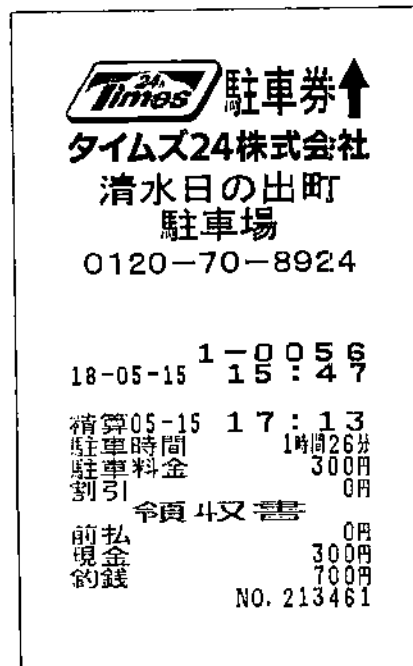 24h
Times 駐車券↑
タイムズ24株式会社
清水日の出町
駐車場
0120-70-8924
1-0056
18-05-15 15:47
精算05-15 17:13
駐車時間 1時間26分
駐車料金 300円
割引 0円
領収書
前払 0円
現金 300円
釣銭 700円
NO. 213461